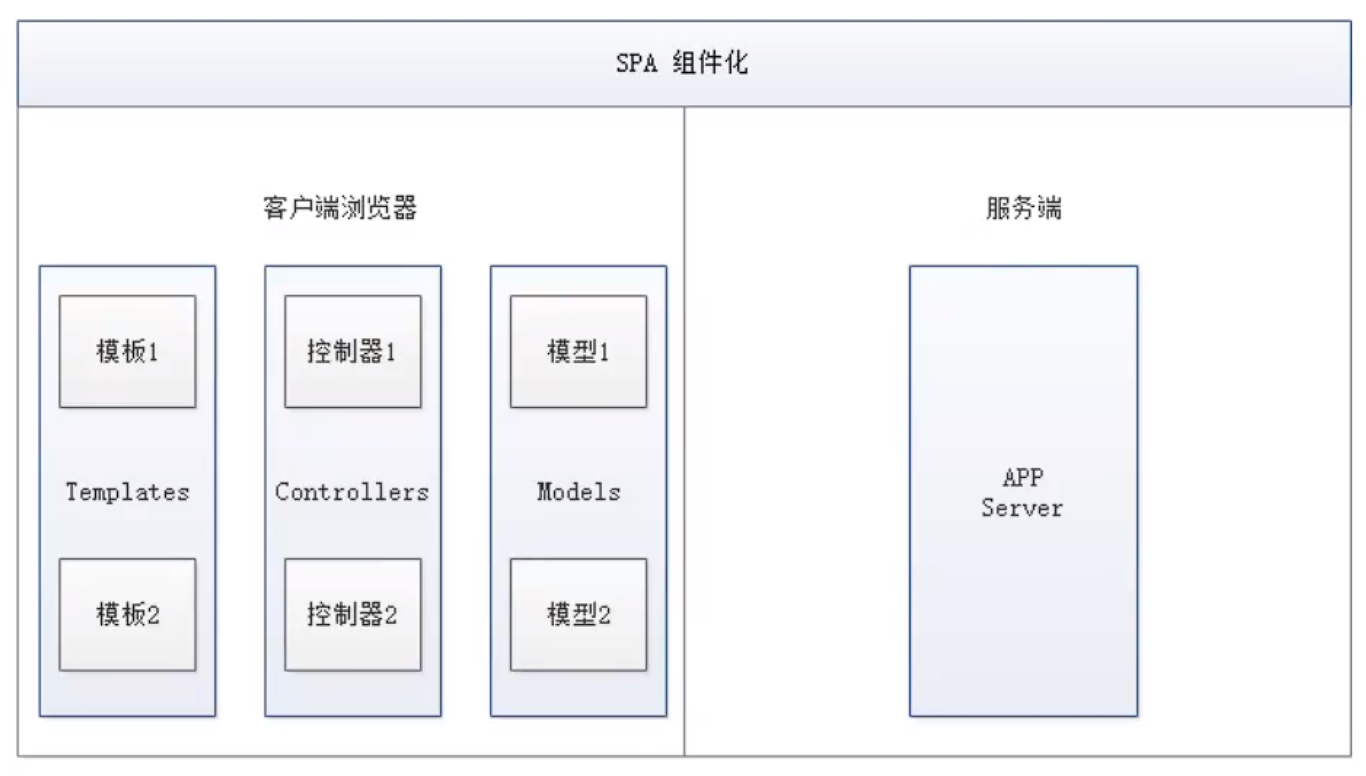 SPA 组件化
客户端浏览器
服务端
模板1
控制器1
模型1
Templates
Controllers
Models
APP
Server
模板2
控制器2
模型2